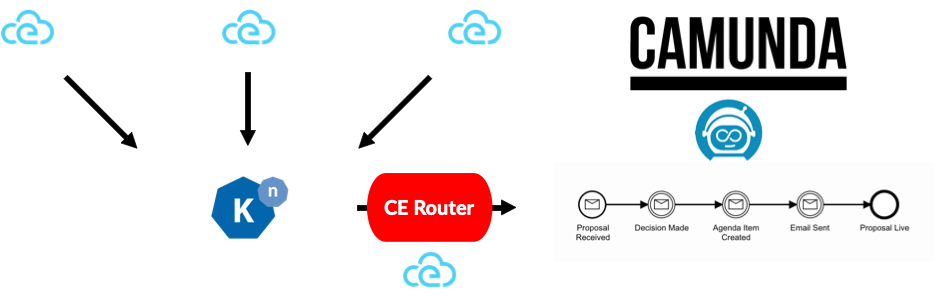 CAMUNDA
K
n
CE Router
Proposal
Received
Decision Made
Agenda Item
Created
Email Sent
Proposal Live